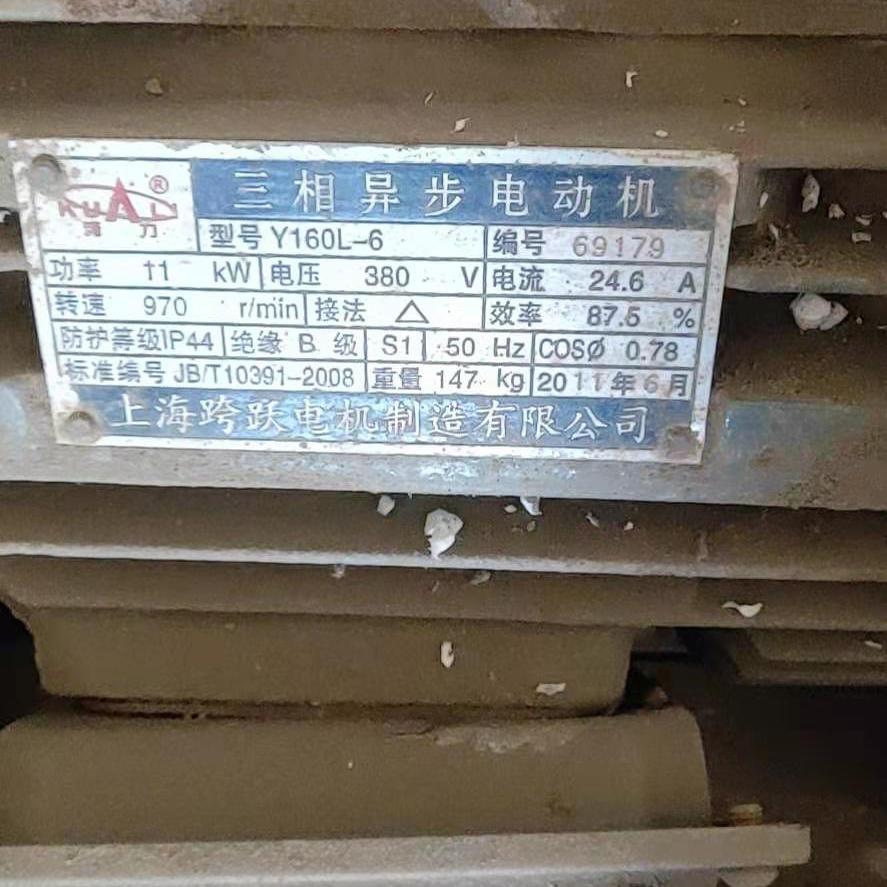 ®
KUALI
跨力
三相异步电动机
型号 Y160L-6 编号 69179
功率 11 kW 电压 380 V 电流 24.6 A
转速 970 r/min 接法 △ 效率 87.5 %
防护等级IP44 绝缘 B 级 S1 50 Hz COSØ 0.78
标准编号 JB/T10391-2008 重量 147 kg 2011年6月
上海跨跃电机制造有限公司